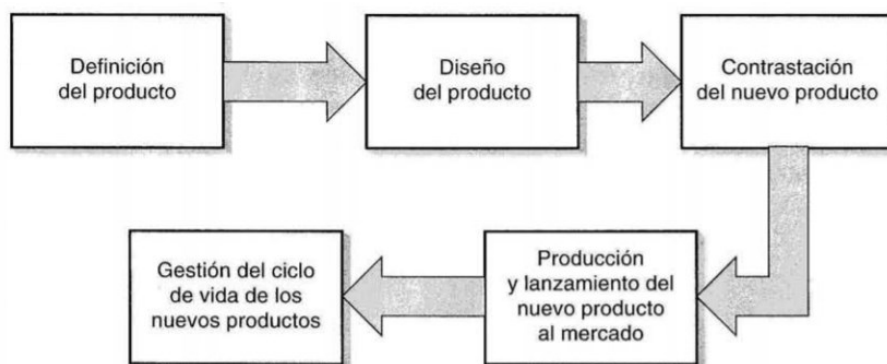 Definición
del producto
Diseño
del producto
Contrastación
del nuevo producto
Producción
y lanzamiento del
nuevo producto
al mercado
Gestión del ciclo
de vida de los
nuevos productos